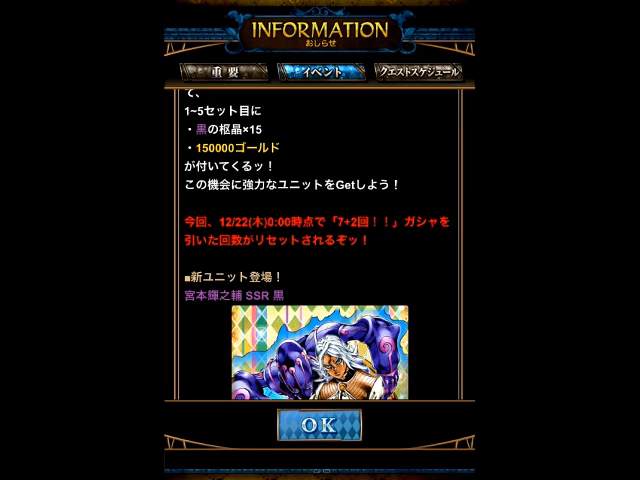 INFORMATION
おしらせ
重要 イベント クエストスケジュール
て、
1~5セット目に
・黒の枢晶×15
・150000ゴールド
が付いてくるッ！
この機会に強力なユニットをGetしよう！
今回、12/22(木)0:00時点で「7+2回！！」ガシャを
引いた回数がリセットされるぞッ！
■新ユニット登場！
宮本輝之輔 SSR 黒
OK